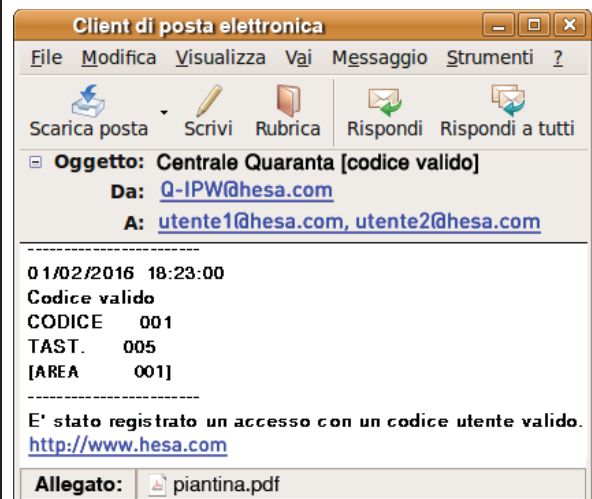 Client di posta elettronica
File Modifica Visualizza Vai Messaggio Strumenti ?
Scarica posta Scrivi Rubrica Rispondi Rispondi a tutti
Oggetto: Centrale Quaranta [codice valido]
Da: Q-IPW@hesa.com
A: utente1@hesa.com, utente2@hesa.com
------------------------
01/02/2016 18:23:00
Codice valido
CODICE 001
TAST. 005
[AREA 001]
------------------------
E' stato registrato un accesso con un codice utente valido.
http://www.hesa.com
Allegato: piantina.pdf